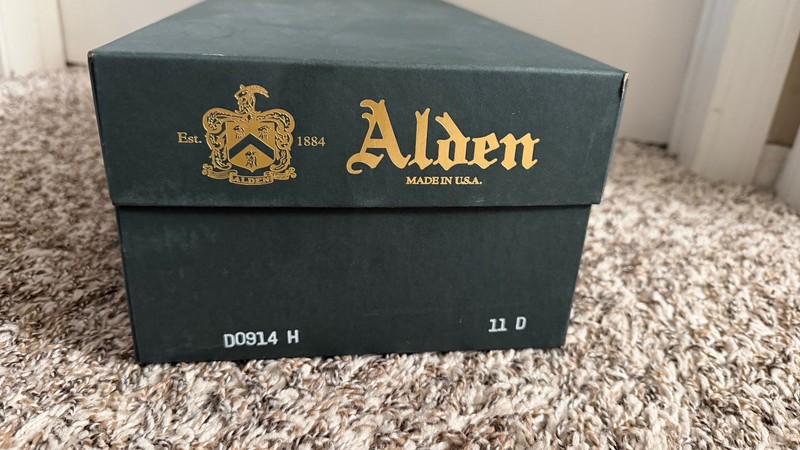 Est. 1884
ALDEN
Alden
MADE IN U.S.A.
D0914 H
11 D